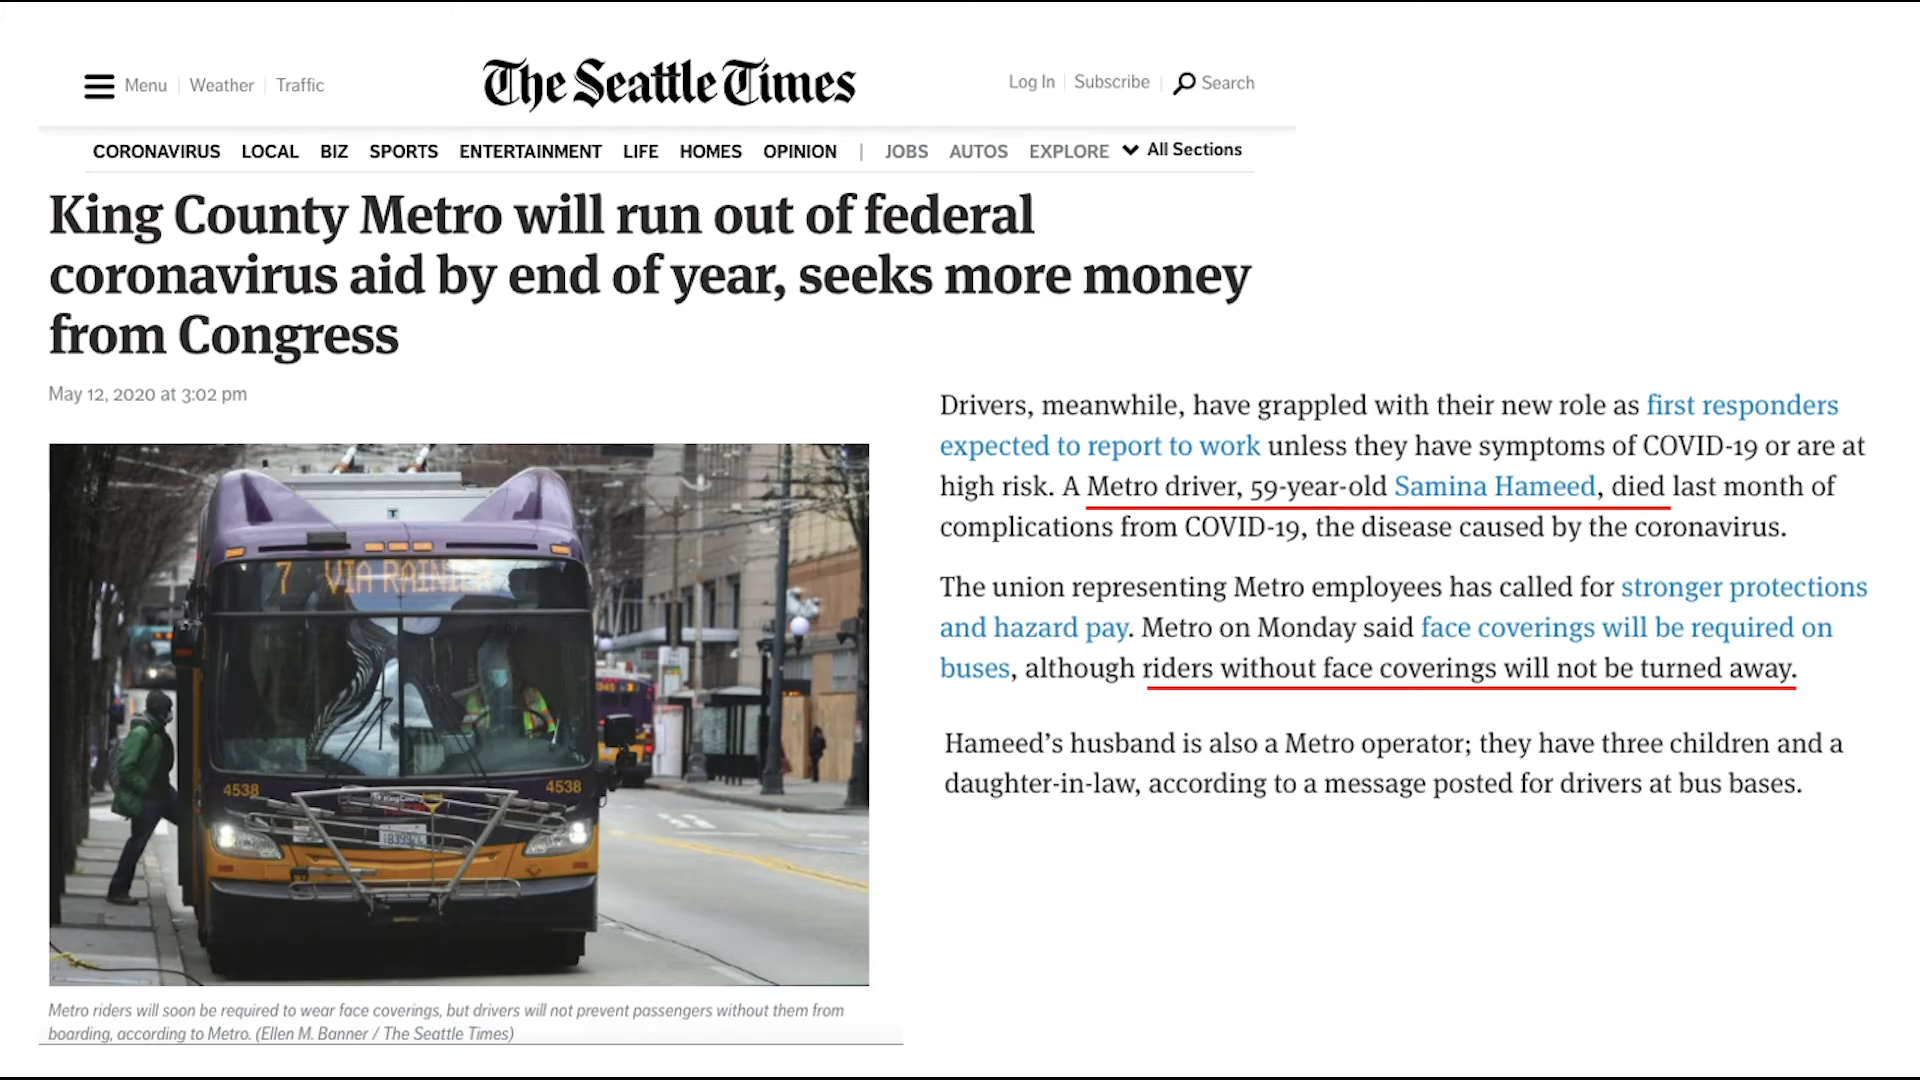 Menu | Weather | Traffic
The Seattle Times
Log In | Subscribe | Search
CORONAVIRUS LOCAL BIZ SPORTS ENTERTAINMENT LIFE HOMES OPINION | JOBS AUTOS EXPLORE All Sections
King County Metro will run out of federal
coronavirus aid by end of year, seeks more money
from Congress
May 12, 2020 at 3:02 pm
7 VIA RAINIER
4538
4538
Metro riders will soon be required to wear face coverings, but drivers will not prevent passengers without them from
boarding, according to Metro. (Ellen M. Banner / The Seattle Times)
Drivers, meanwhile, have grappled with their new role as first responders
expected to report to work unless they have symptoms of COVID-19 or are at
high risk. A Metro driver, 59-year-old Samina Hameed, died last month of
complications from COVID-19, the disease caused by the coronavirus.
The union representing Metro employees has called for stronger protections
and hazard pay. Metro on Monday said face coverings will be required on
buses, although riders without face coverings will not be turned away.
Hameed’s husband is also a Metro operator; they have three children and a
daughter-in-law, according to a message posted for drivers at bus bases.